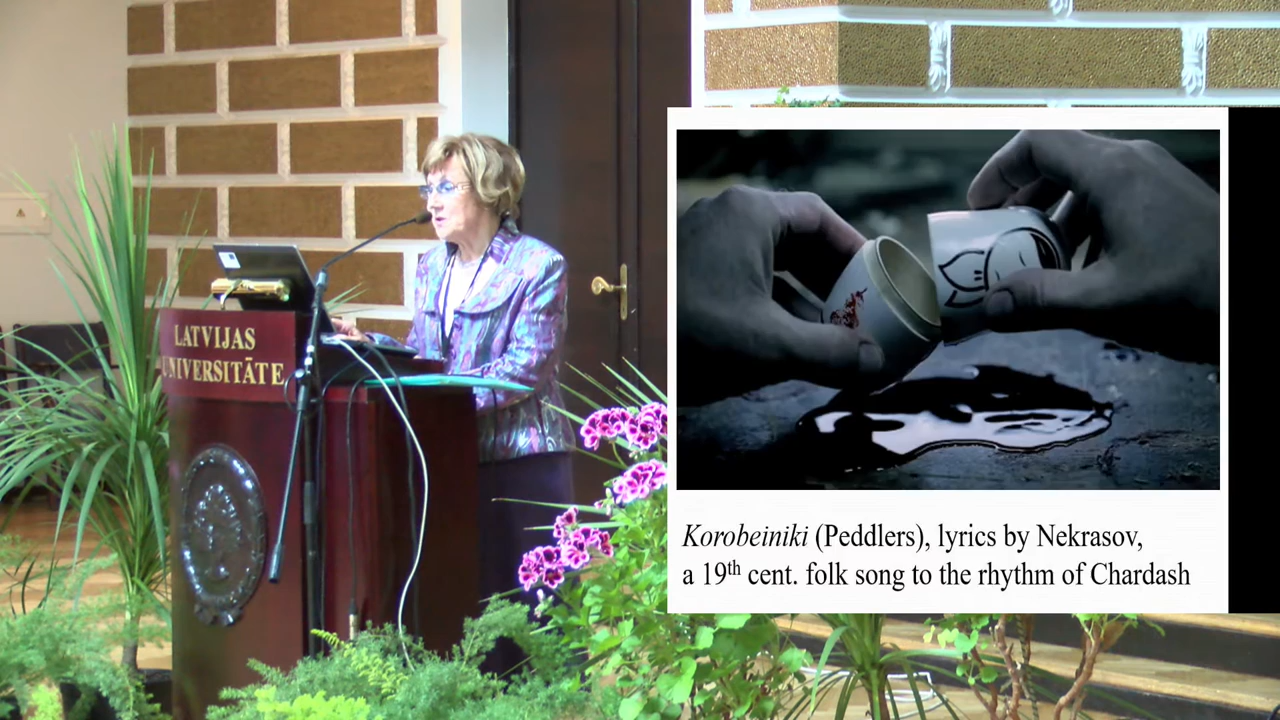 LATVIJAS
UNIVERSITĀTE
Korobeiniki (Peddlers), lyrics by Nekrasov,
a 19th cent. folk song to the rhythm of Chardash